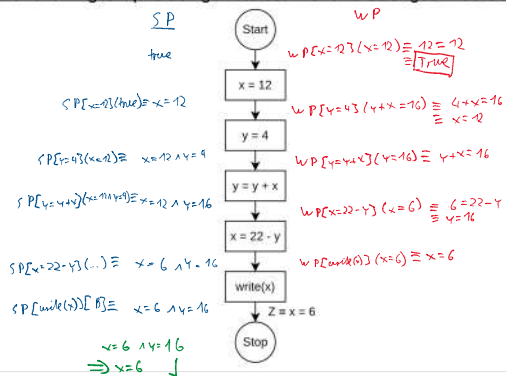 SP
WP
Start
true
WP[x=12](x=12) ≡ 12=12
≡ True
x = 12
SP[x=12](true) ≡ x=12
WP[y=4](y+x=16) ≡ 4+x=16
≡ x=12
y = 4
SP[y=4](x=12) ≡ x=12 ∧ y=4
WP[y=y+x](y=16) ≡ y+x=16
y = y + x
SP[y=y+x](x=12∧y=4) ≡ x=12 ∧ y=16
WP[x=22-y](x=6) ≡ 6=22-y
≡ y=16
x = 22 - y
SP[x=22-y](...) ≡ x=6 ∧ y=16
WP[write(x)](x=6) ≡ x=6
write(x)
SP[write(x)] ≡ x=6 ∧ y=16
Z ≡ x = 6
Stop
x=6 ∧ y=16
⇒ x=6